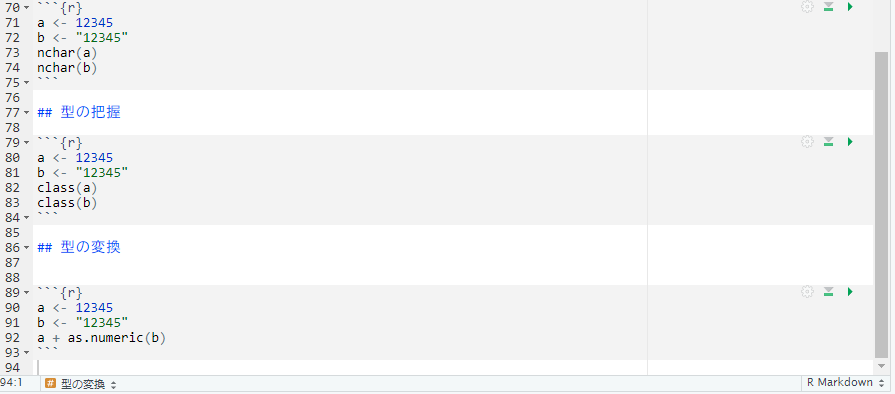 70 ```{r}
71 a <- 12345
72 b <- "12345"
73 nchar(a)
74 nchar(b)
75 ```
76
77 ## 型の把握
78
79 ```{r}
80 a <- 12345
81 b <- "12345"
82 class(a)
83 class(b)
84 ```
85
86 ## 型の変換
87
88
89 ```{r}
90 a <- 12345
91 b <- "12345"
92 a + as.numeric(b)
93 ```
94
94:1 # 型の変換 R Markdown